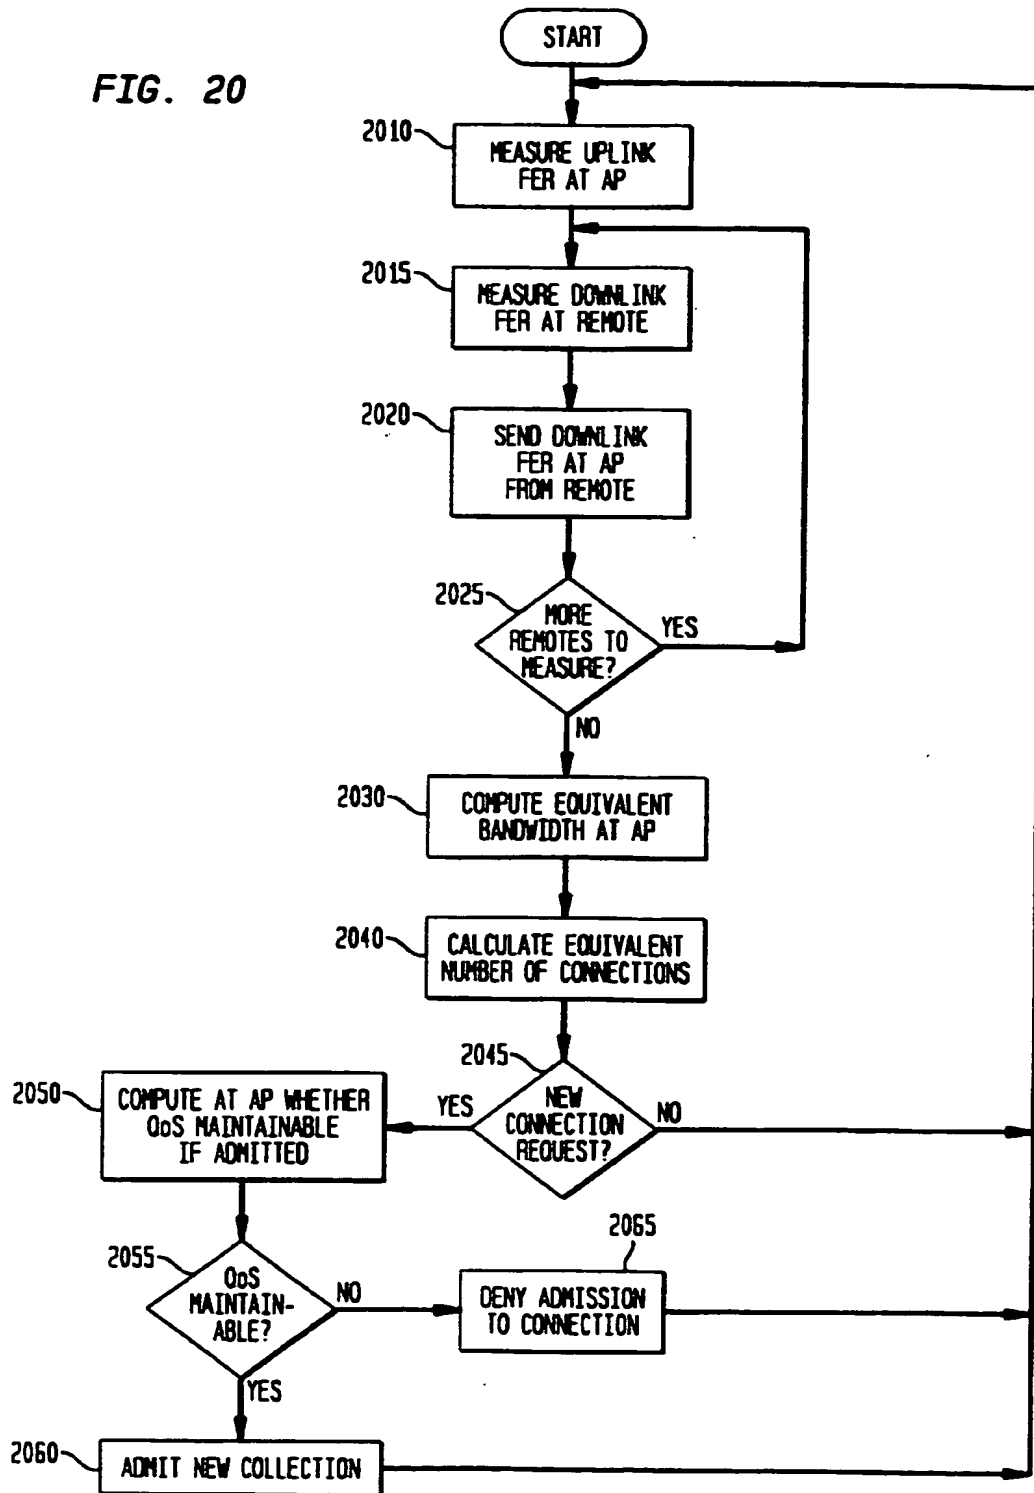 START
FIG. 20
2010
MEASURE UPLINK
FER AT AP
2015
MEASURE DOWNLINK
FER AT REMOTE
2020
SEND DOWNLINK
FER AT AP
FROM REMOTE
2025
MORE
REMOTES TO
MEASURE?
YES
NO
2030
COMPUTE EQUIVALENT
BANDWIDTH AT AP
2040
CALCULATE EQUIVALENT
NUMBER OF CONNECTIONS
2045
NEW
CONNECTION
REQUEST?
YES
NO
2050
COMPUTE AT AP WHETHER
QoS MAINTAINABLE
IF ADMITTED
2055
QoS
MAINTAIN-
ABLE?
NO
2065
DENY ADMISSION
TO CONNECTION
YES
2060
ADMIT NEW COLLECTION